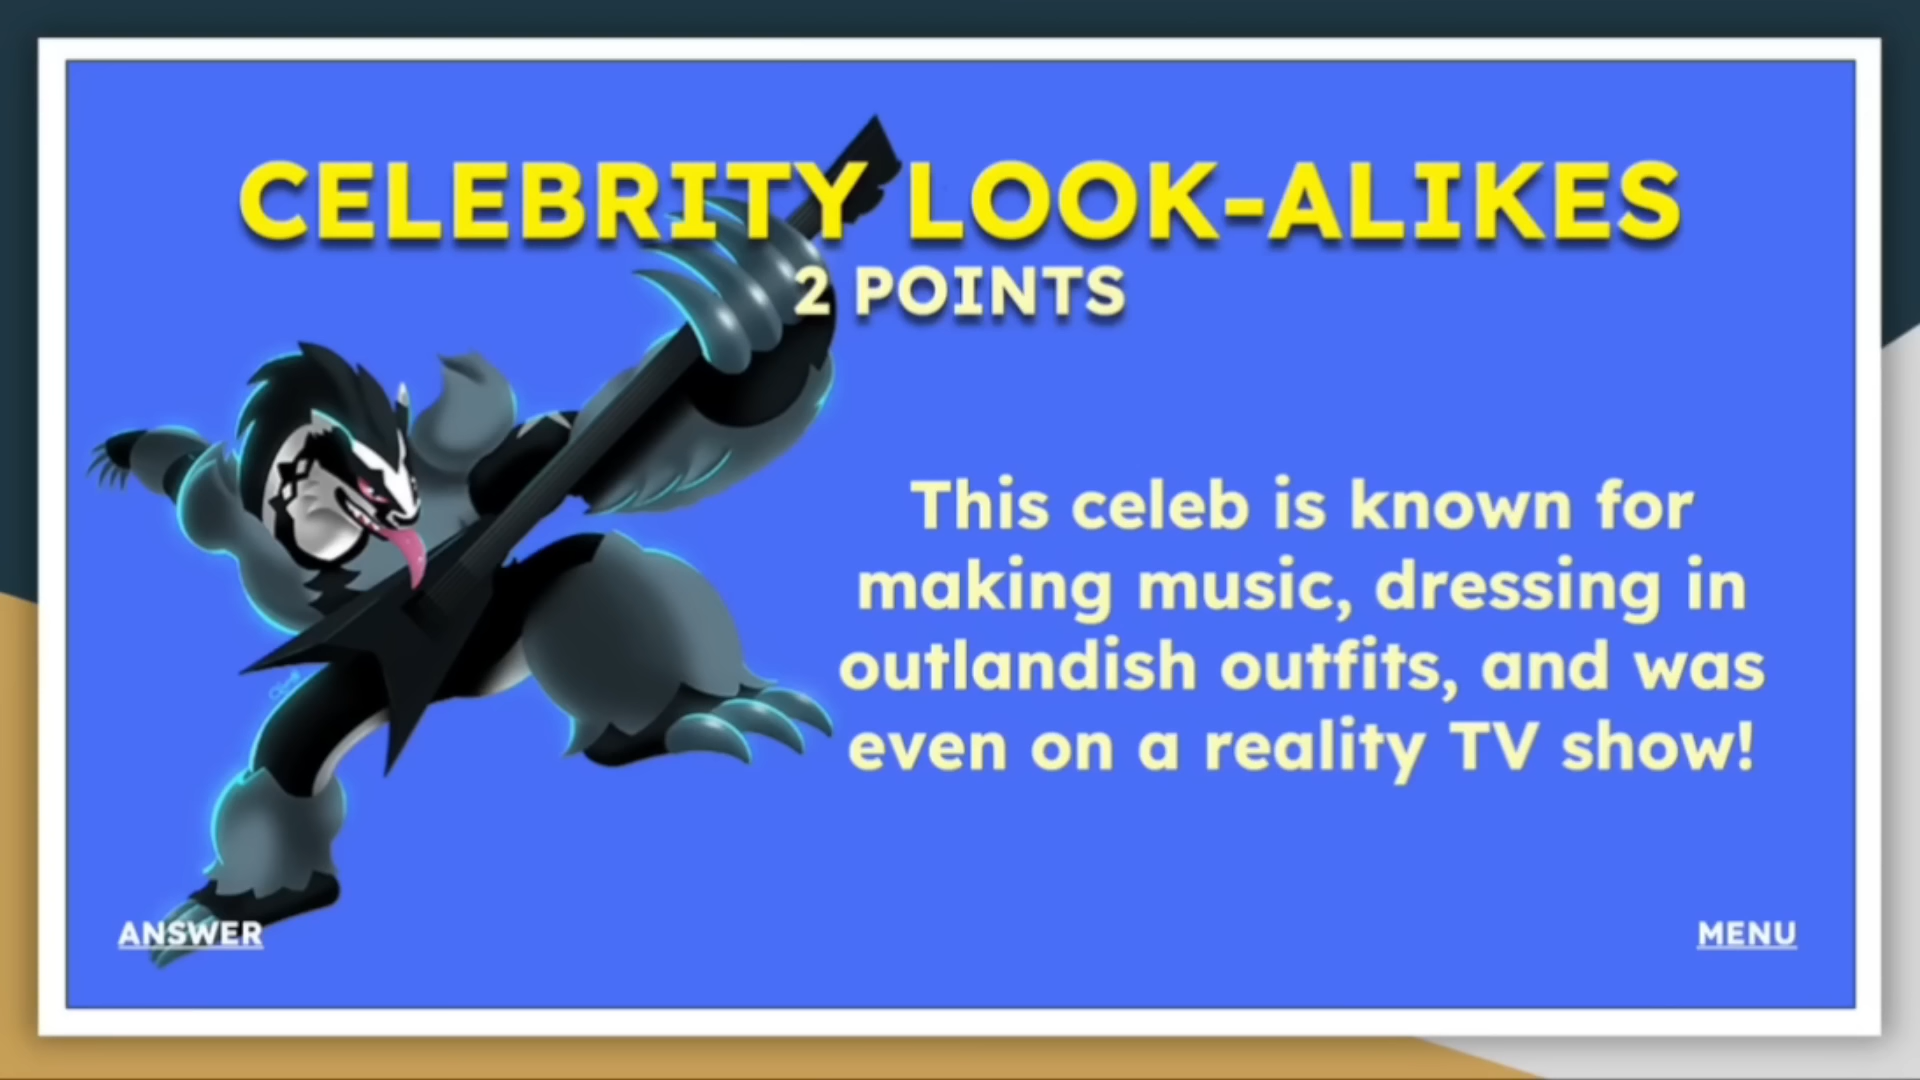 CELEBRITY LOOK-ALIKES
2 POINTS
This celeb is known for
making music, dressing in
outlandish outfits, and was
even on a reality TV show!
ANSWER
MENU